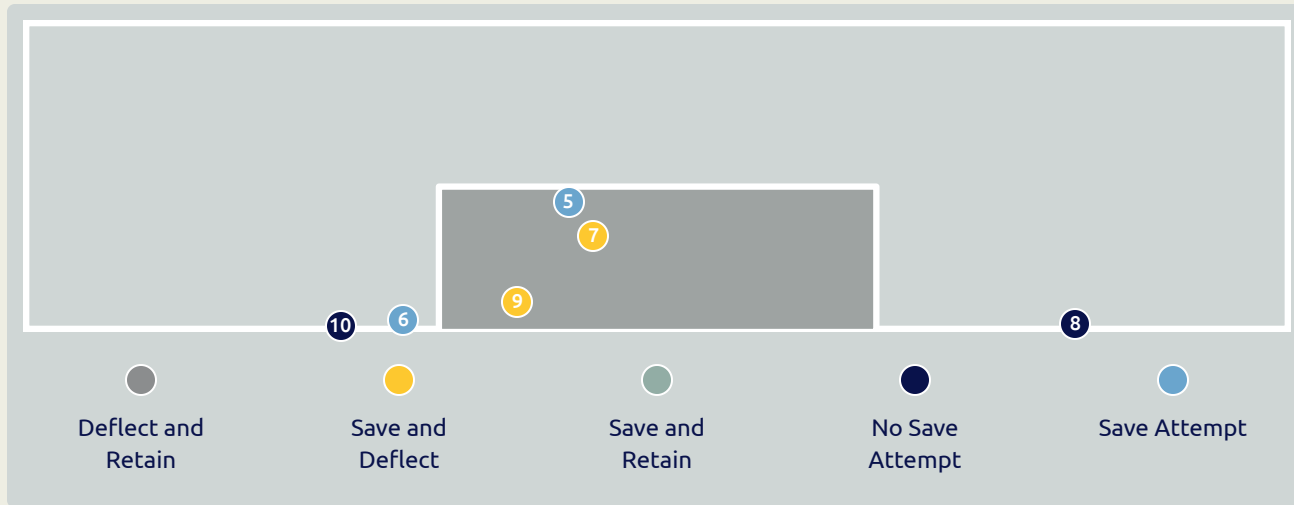 5
7
9
6
8
10
Deflect and
Retain
Save and
Deflect
Save and
Retain
No Save
Attempt
Save Attempt